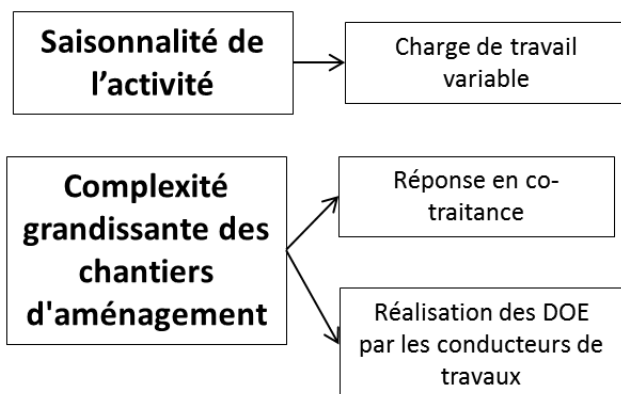 Saisonnalité de
l’activité
Charge de travail
variable
Complexité
grandissante des
chantiers
d'aménagement
Réponse en co-
traitance
Réalisation des DOE
par les conducteurs de
travaux